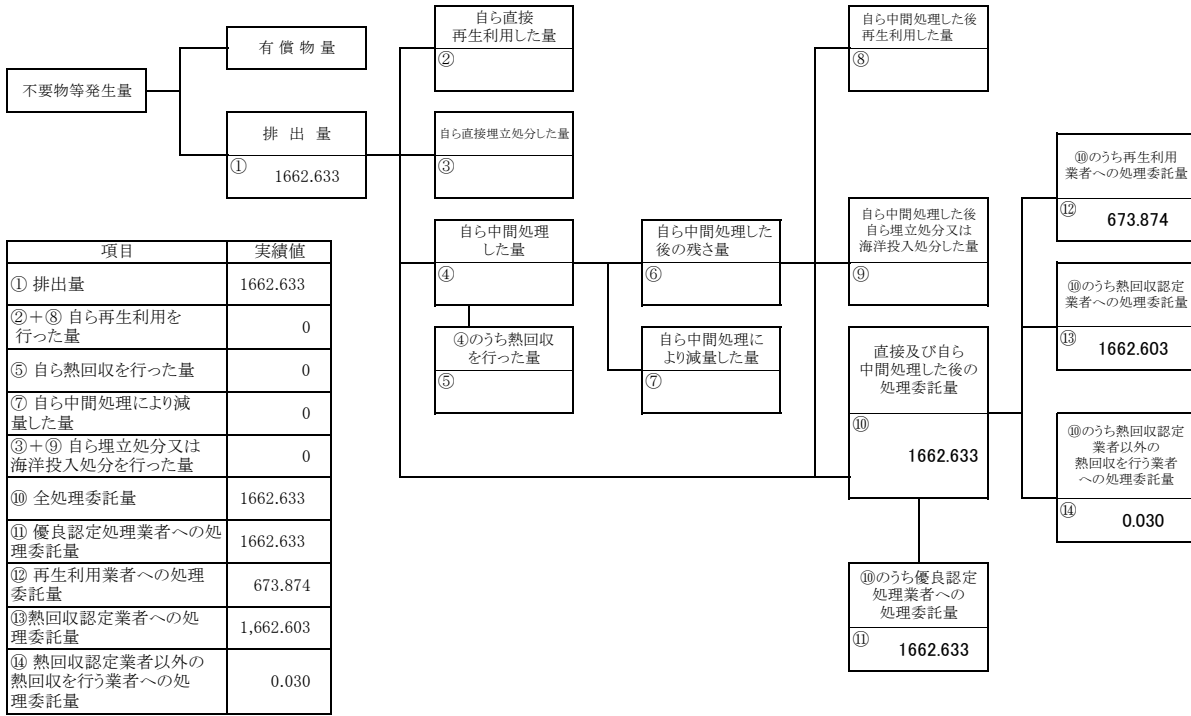 不要物等発生量
有 償 物 量
排 出 量
①
1662.633
自ら直接
再生利用した量
②
自ら直接埋立処分した量
③
自ら中間処理
した量
④
④のうち熱回収
を行った量
⑤
自ら中間処理した
後の残さ量
⑥
自ら中間処理に
より減量した量
⑦
自ら中間処理した後
再生利用した量
⑧
自ら中間処理した後
自ら埋立処分又は
海洋投入処分した量
⑨
直接及び自ら
中間処理した後の
処理委託量
⑩
1662.633
⑩のうち優良認定
処理業者への
処理委託量
⑪
1662.633
⑩のうち再生利用
業者への処理委託量
⑫
673.874
⑩のうち熱回収認定
業者への処理委託量
⑬
1662.603
⑩のうち熱回収認定
業者以外の
熱回収を行う業者
への処理委託量
⑭
0.030
項目 実績値
① 排出量 1662.633
②＋⑧ 自ら再生利用を
行った量 0
⑤ 自ら熱回収を行った量 0
⑦ 自ら中間処理により減
量した量 0
③＋⑨ 自ら埋立処分又は
海洋投入処分を行った量 0
⑩ 全処理委託量 1662.633
⑪ 優良認定処理業者への処
理委託量 1662.633
⑫ 再生利用業者への処理
委託量 673.874
⑬熱回収認定業者への処
理委託量 1,662.603
⑭ 熱回収認定業者以外の
熱回収を行う業者への処
理委託量 0.030